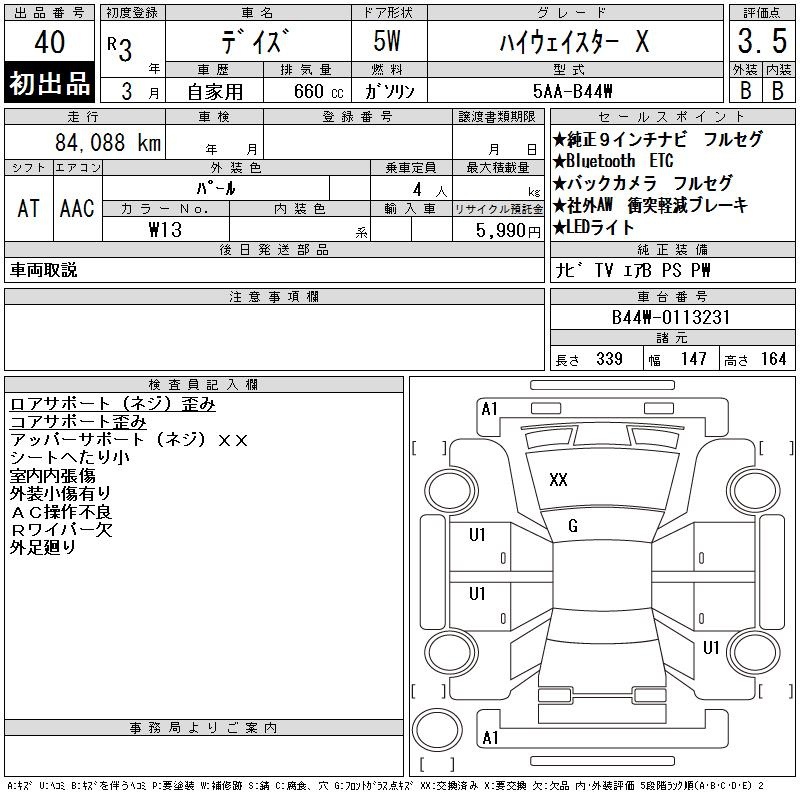 出品番号
40
初出品
初度登録
R3年
3月
車名
デイズ
ドア形状
5W
グレード
ハイウェイスター X
評価点
3.5
車歴
自家用
排気量
660 CC
燃料
ガソリン
型式
5AA-B44W
外装 内装
B B
走行
84,088 km
車検
年 月
登録番号
譲渡書類期限
月 日
シフト
AT
エアコン
AAC
外装色
パール
乗車定員
4 人
最大積載量
kg
カラーNo.
W13
内装色
系
輸入車
リサイクル預託金
5,990円
セールスポイント
★純正9インチナビ フルセグ
★Bluetooth ETC
★バックカメラ フルセグ
★社外AW 衝突軽減ブレーキ
★LEDライト
後日発送部品
車両取説
純正装備
ナビ TV エアB PS PW
注意事項欄
車台番号
B44W-0113231
諸元
長さ 339 幅 147 高さ 164
検査員記入欄
ロアサポート（ネジ）歪み
コアサポート歪み
アッパーサポート（ネジ）XX
シートへたり小
室内内張傷
外装小傷有り
AC操作不良
Rワイパー欠
外足廻り
事務局よりご案内
A1
XX
G
U1
U1
U1
A1
A:キズ U:ヘコミ B:キズを伴うヘコミ P:要塗装 W:補修跡 S:錆 C:腐食、穴 G:フロントガラス点キズ XX:交換済み X:要交換 欠:欠品 内・外装評価 5段階ランク順(A・B・C・D・E) 2